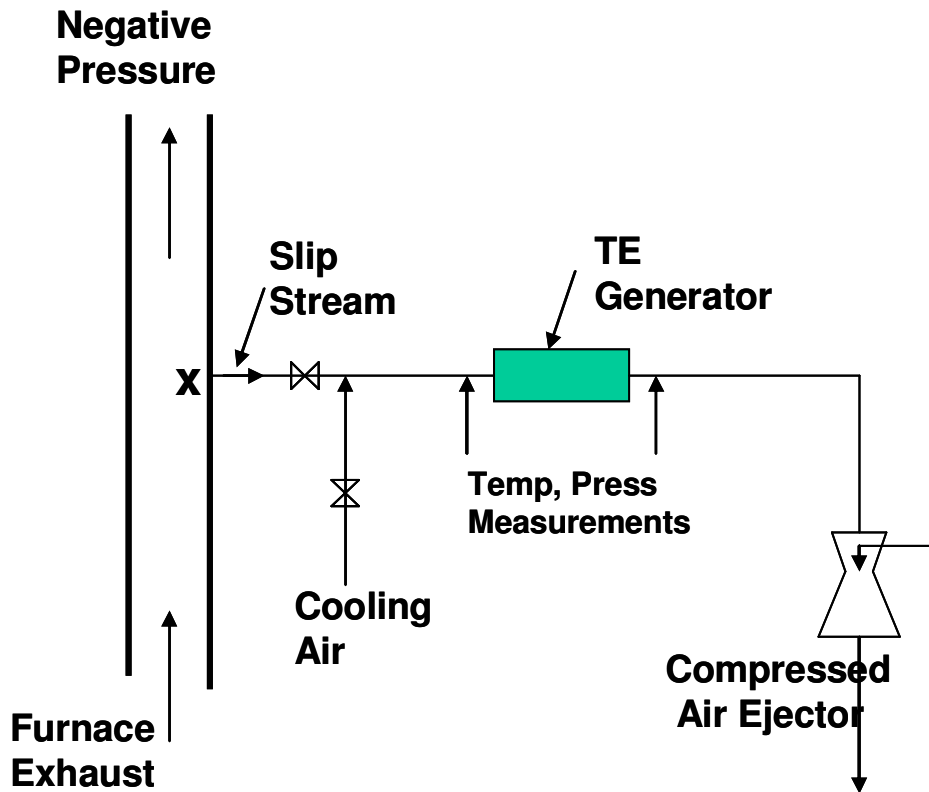 Negative
Pressure
Slip
Stream
TE
Generator
X
Temp, Press
Measurements
Cooling
Air
Compressed
Air Ejector
Furnace
Exhaust